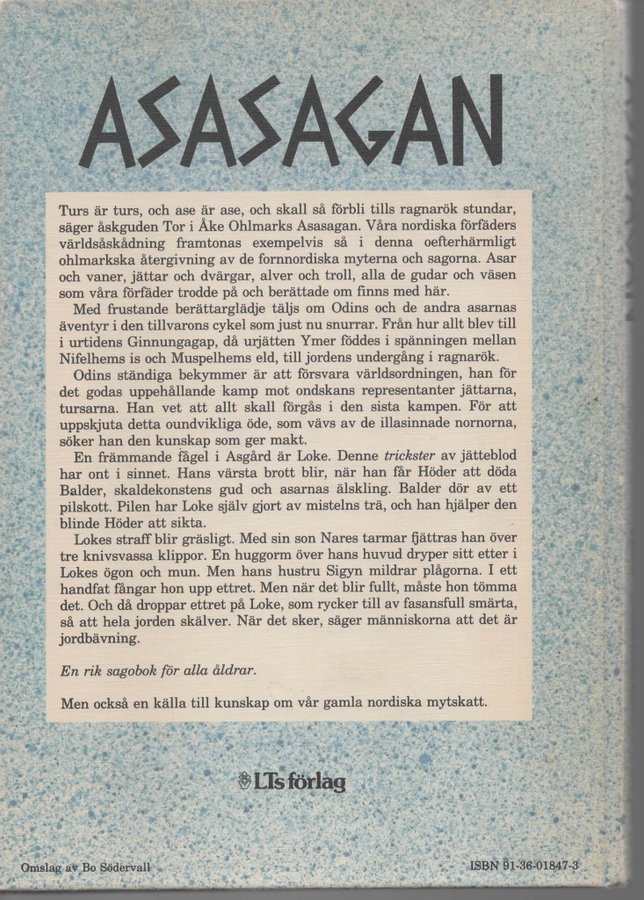 ASASAGAN
Turs är turs, och ase är ase, och skall så förbli tills ragnarök stundar,
säger åskguden Tor i Åke Ohlmarks Asasagan. Våra nordiska förfäders
världsåskådning framtonas exempelvis så i denna oefterhärmligt
ohlmarkska återgivning av de fornnordiska myterna och sagorna. Asar
och vaner, jättar och dvärgar, alver och troll, alla de gudar och väsen
som våra förfäder trodde på och berättade om finns med här.
Med frustande berättarglädje täljs om Odins och de andra asarnas
äventyr i den tillvarons cykel som just nu snurrar. Från hur allt blev till
i urtidens Ginnungagap, då urjätten Ymer föddes i spänningen mellan
Nifelhems is och Muspelhems eld, till jordens undergång i ragnarök.
Odins ständiga bekymmer är att försvara världsordningen, han för
det godas uppehållande kamp mot ondskans representanter jättarna,
tursarna. Han vet att allt skall förgås i den sista kampen. För att
uppskjuta detta oundvikliga öde, som vävs av de illasinnade nornorna,
söker han den kunskap som ger makt.
En främmande fågel i Asgård är Loke. Denne trickster av jätteblod
har ont i sinnet. Hans värsta brott blir, när han får Höder att döda
Balder, skaldekonstens gud och asarnas älskling. Balder dör av ett
pilskott. Pilen har Loke själv gjort av mistelns trä, och han hjälper den
blinde Höder att sikta.
Lokes straff blir gräsligt. Med sin son Nares tarmar fjättras han över
tre knivsvassa klippor. En huggorm över hans huvud dryper sitt etter i
Lokes ögon och mun. Men hans hustru Sigyn mildrar plågorna. I ett
handfat fångar hon upp ettret. Men när det blir fullt, måste hon tömma
det. Och då droppar ettret på Loke, som rycker till av fasansfull smärta,
så att hela jorden skälver. När det sker, säger människorna att det är
jordbävning.
En rik sagobok för alla åldrar.
Men också en källa till kunskap om vår gamla nordiska mytskatt.
LTs förlag
Omslag av Bo Södervall
ISBN 91-36-01847-3